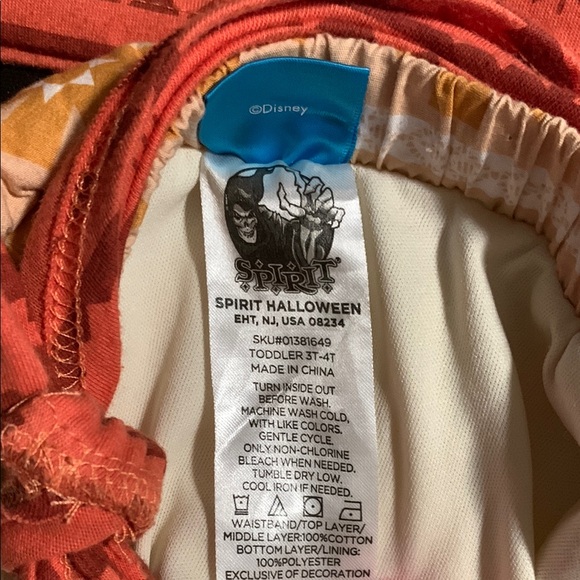 ©Disney
SPIRIT
SPIRIT HALLOWEEN
EHT, NJ, USA 08234
SKU#01381649
TODDLER 3T-4T
MADE IN CHINA
TURN INSIDE OUT
BEFORE WASH.
MACHINE WASH COLD,
WITH LIKE COLORS.
GENTLE CYCLE.
ONLY NON-CHLORINE
BLEACH WHEN NEEDED.
TUMBLE DRY LOW.
COOL IRON IF NEEDED.
WAISTBAND/TOP LAYER/
MIDDLE LAYER:100%COTTON
BOTTOM LAYER/LINING:
100%POLYESTER
EXCLUSIVE OF DECORATION